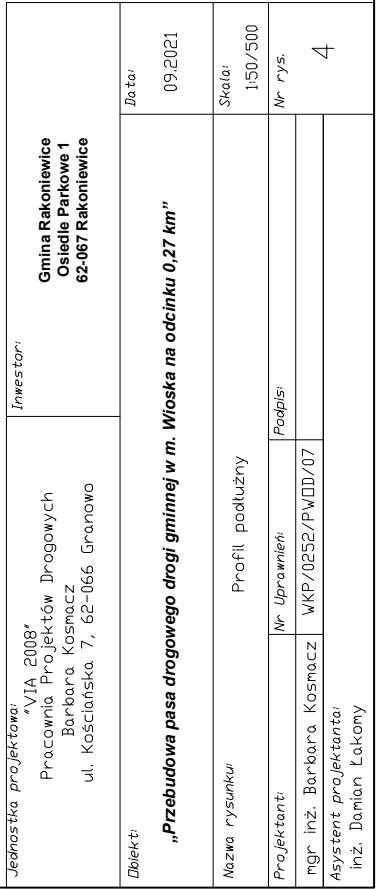 Jednostka projektowa:
"VIA 2008"
Pracownia Projektów Drogowych
Barbara Kosmacz
ul. Kościańska 7, 62-066 Granowo
Inwestor:
Gmina Rakoniewice
Osiedle Parkowe 1
62-067 Rakoniewice
Obiekt:
„Przebudowa pasa drogowego drogi gminnej w m. Wioska na odcinku 0,27 km”
Data:
09.2021
Nazwa rysunku:
Profil podłużny
Skala:
1:50/500
Projektant:
Nr Uprawnień:
Podpis:
Nr rys.
mgr inż. Barbara Kosmacz
WKP/0252/PWOD/07
4
Asystent projektanta:
inż. Damian Łakomy